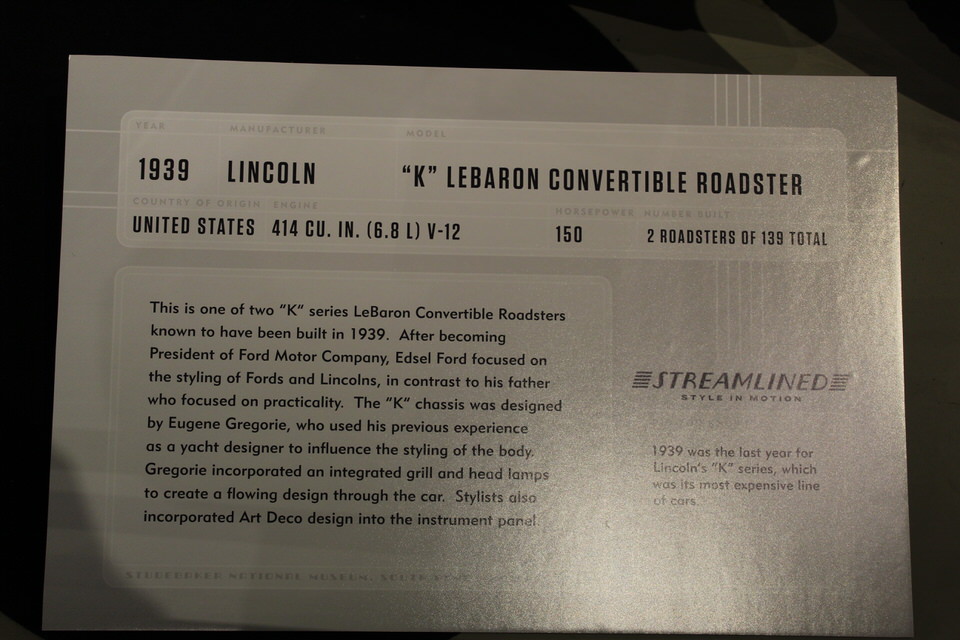 YEAR MANUFACTURER MODEL
1939 LINCOLN “K” LEBARON CONVERTIBLE ROADSTER
COUNTRY OF ORIGIN ENGINE HORSEPOWER NUMBER BUILT
UNITED STATES 414 CU. IN. (6.8 L) V-12 150 2 ROADSTERS OF 139 TOTAL
This is one of two “K” series LeBaron Convertible Roadsters
known to have been built in 1939. After becoming
President of Ford Motor Company, Edsel Ford focused on
the styling of Fords and Lincolns, in contrast to his father
who focused on practicality. The “K” chassis was designed
by Eugene Gregorie, who used his previous experience
as a yacht designer to influence the styling of the body.
Gregorie incorporated an integrated grill and head lamps
to create a flowing design through the car. Stylists also
incorporated Art Deco design into the instrument panel.
STREAMLINED
STYLE IN MOTION
1939 was the last year for
Lincoln's “K” series, which
was its most expensive line
of cars.
STUDEBAKER NATIONAL MUSEUM, SOUTH BEND